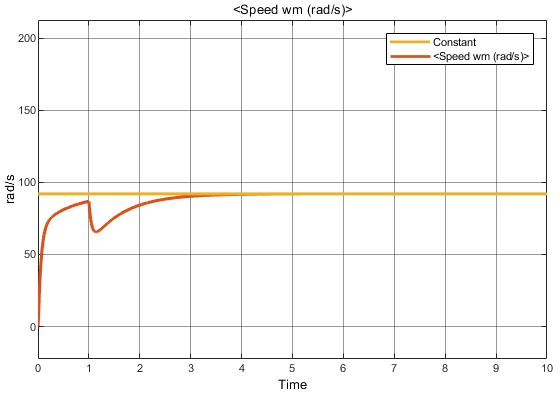 <Speed wm (rad/s)>
Constant
<Speed wm (rad/s)>
200
150
100
50
0
rad/s
0 1 2 3 4 5 6 7 8 9 10
Time